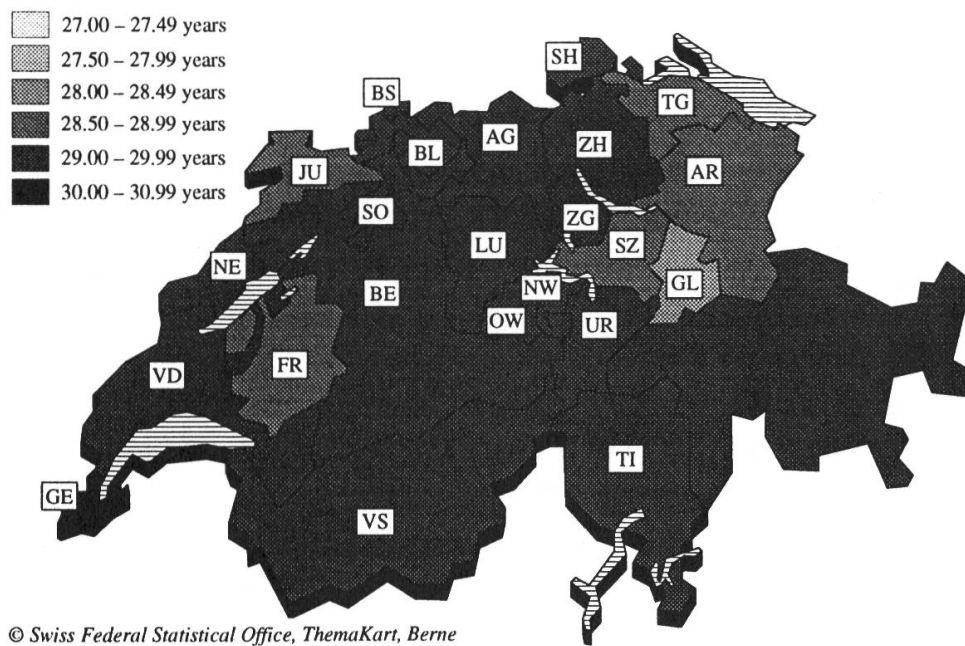 27.00 – 27.49 years
27.50 – 27.99 years
28.00 – 28.49 years
28.50 – 28.99 years
29.00 – 29.99 years
30.00 – 30.99 years
SH
BS
TG
AG
ZH
BL
JU
AR
SO
ZG
LU
SZ
NE
NW
GL
BE
OW
UR
FR
VD
TI
GE
VS
© Swiss Federal Statistical Office, ThemaKart, Berne